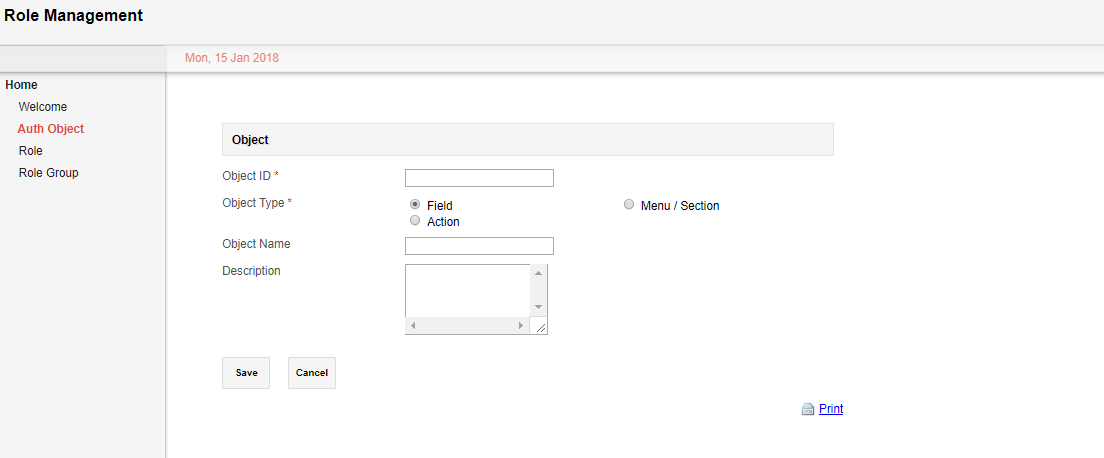 Role Management
Mon, 15 Jan 2018
Home
Welcome
Auth Object
Role
Role Group
Object
Object ID *
Object Type *
Field
Menu / Section
Action
Object Name
Description
Save
Cancel
Print